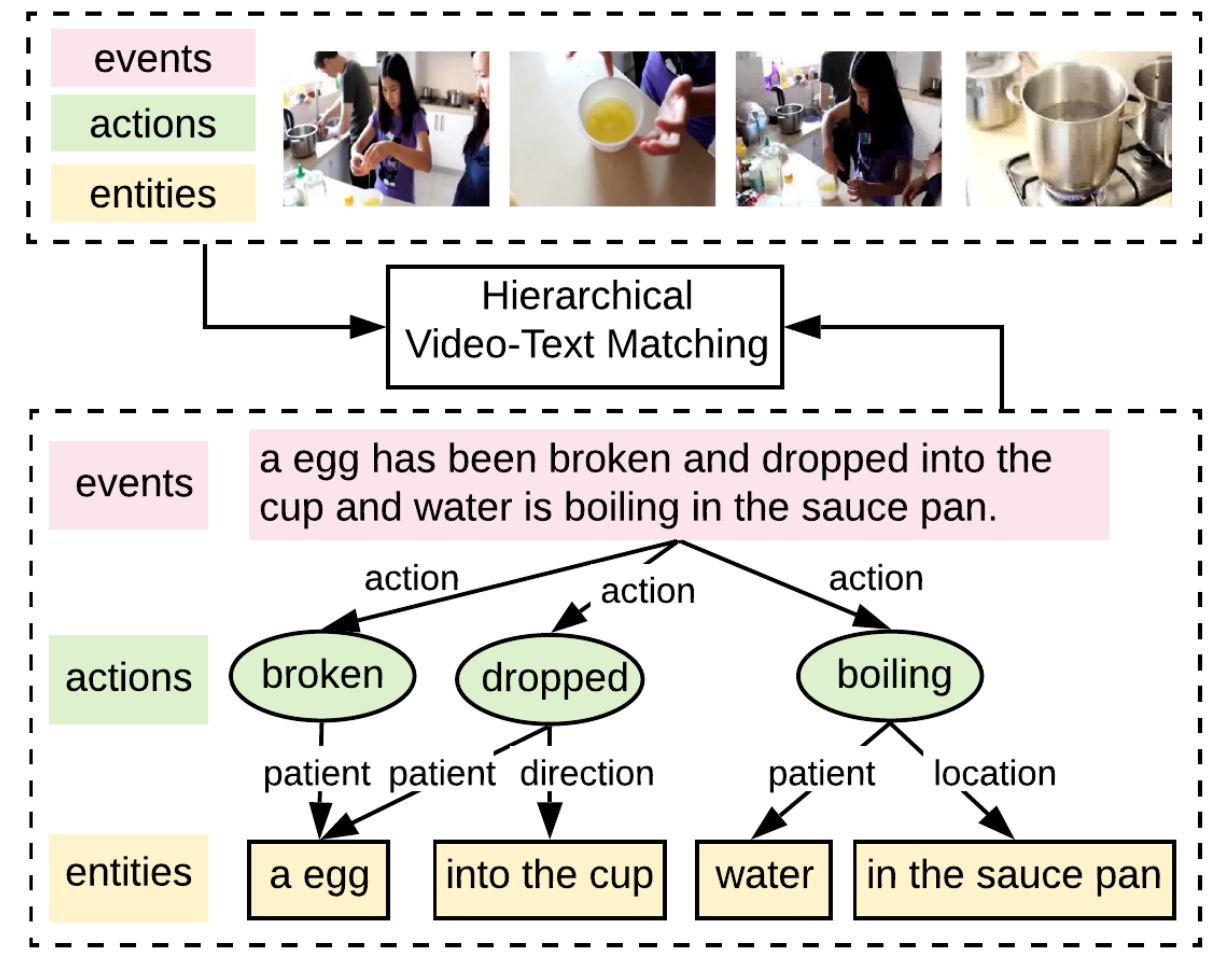 events
actions
entities
Hierarchical
Video-Text Matching
events
a egg has been broken and dropped into the
cup and water is boiling in the sauce pan.
action
action
action
actions
broken
dropped
boiling
patient
patient
direction
patient
location
entities
a egg
into the cup
water
in the sauce pan